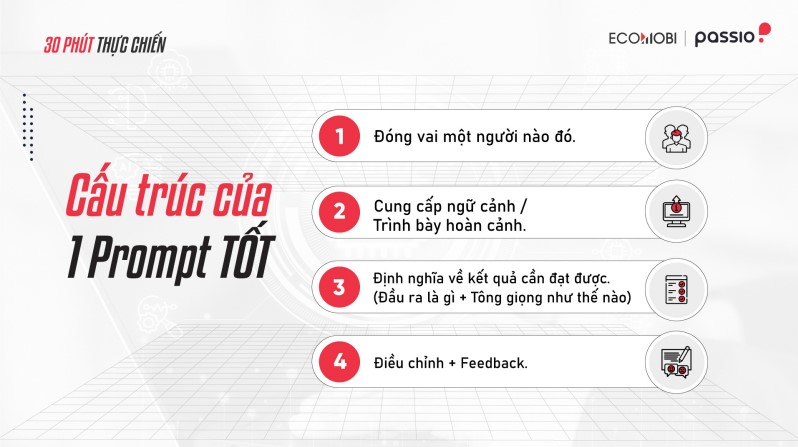 30 PHÚT THỰC CHIẾN
ECOMOBI | passio
Cấu trúc của
1 Prompt TỐT
1
Đóng vai một người nào đó.
2
Cung cấp ngữ cảnh /
Trình bày hoàn cảnh.
3
Định nghĩa về kết quả cần đạt được.
(Đầu ra là gì + Tông giọng như thế nào)
4
Điều chỉnh + Feedback.